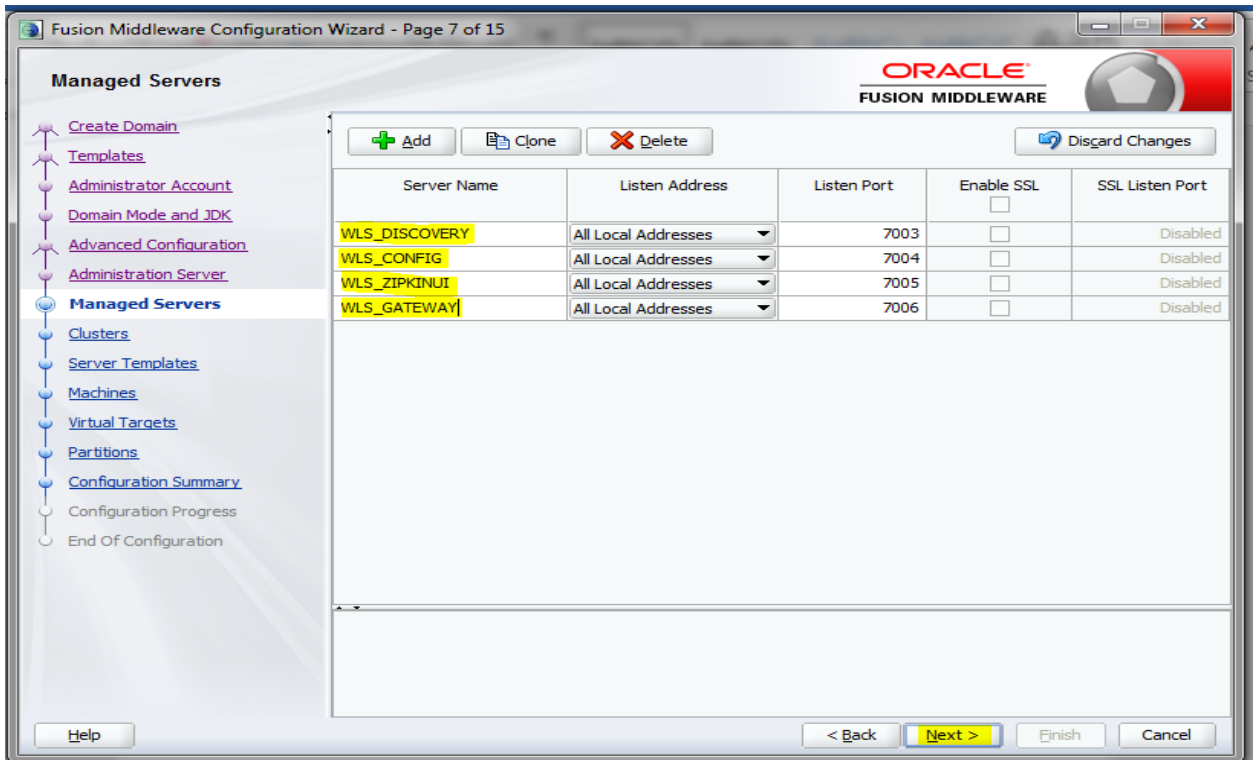 Fusion Middleware Configuration Wizard - Page 7 of 15
Managed Servers
ORACLE
FUSION MIDDLEWARE
Create Domain
Templates
Administrator Account
Domain Mode and JDK
Advanced Configuration
Administration Server
Managed Servers
Clusters
Server Templates
Machines
Virtual Targets
Partitions
Configuration Summary
Configuration Progress
End Of Configuration
Add Clone Delete Discard Changes
Server Name Listen Address Listen Port Enable SSL SSL Listen Port
WLS_DISCOVERY All Local Addresses 7003 Disabled
WLS_CONFIG All Local Addresses 7004 Disabled
WLS_ZIPKINUI All Local Addresses 7005 Disabled
WLS_GATEWAY All Local Addresses 7006 Disabled
Help < Back Next > Finish Cancel